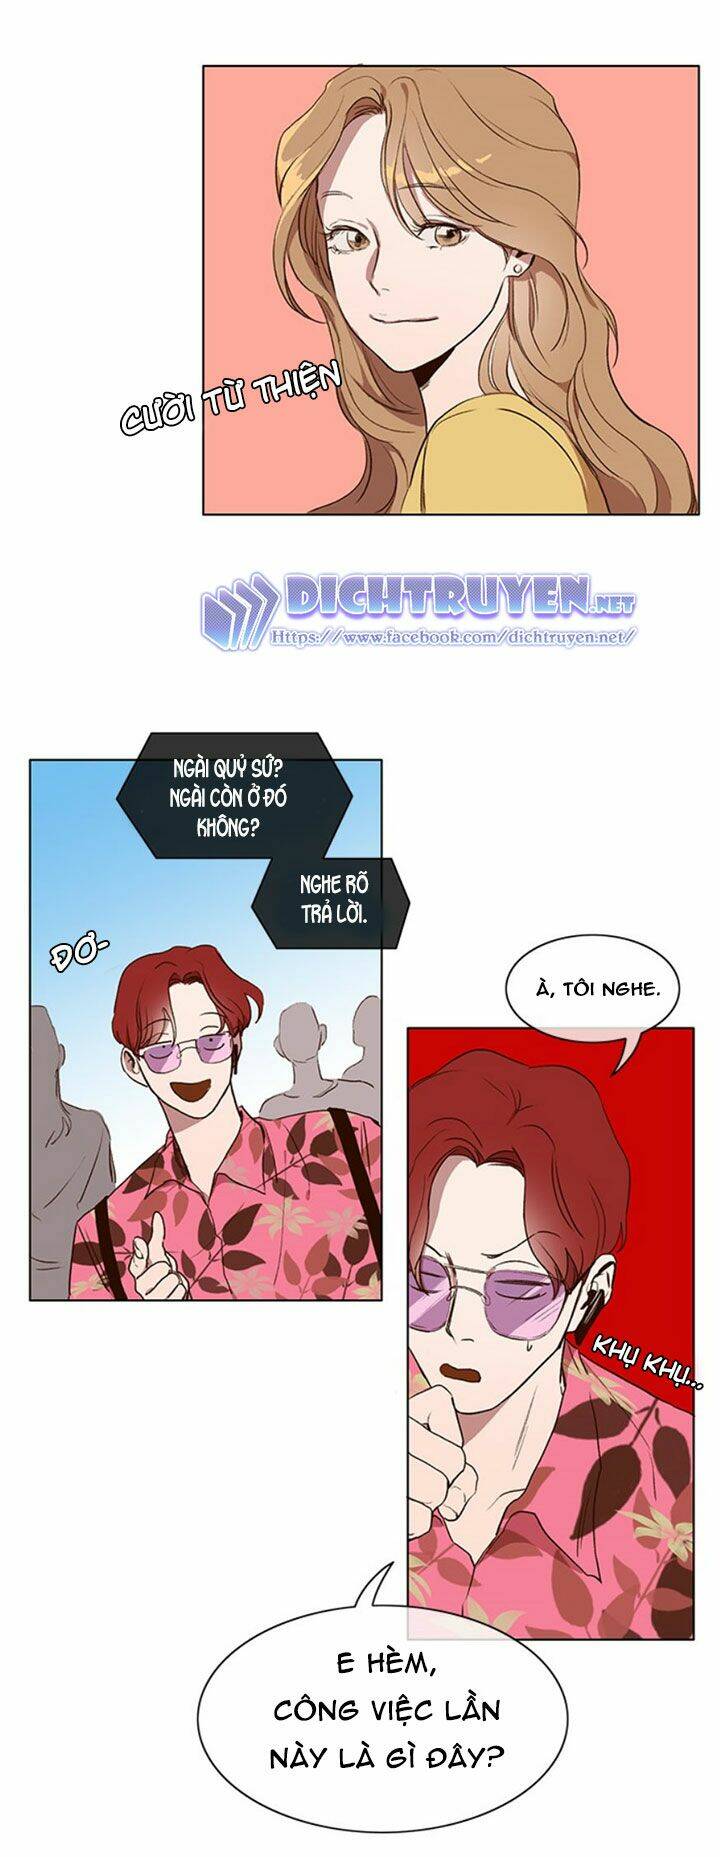 CƯỜI TỪ THIỆN
DICHTRUYEN.NET
Https://www.facebook.com/dichtruyen.net/
NGÀI QUỶ SỨ?
NGÀI CÒN Ở ĐÓ
KHÔNG?
NGHE RÕ
TRẢ LỜI.
ĐƠ-
À, TÔI NGHE.
KHỤ KHỤ...
E HÈM,
CÔNG VIỆC LẦN
NÀY LÀ GÌ ĐÂY?